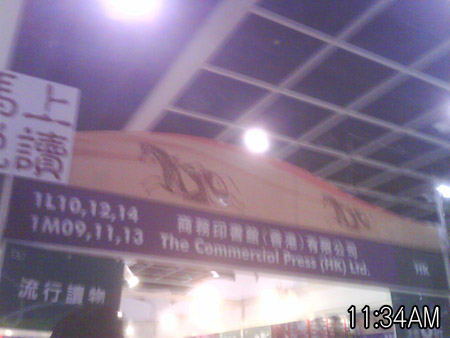 馬上
讀
1L10,12,14
1M09,11,13
商務印書館(香港)有限公司
The Commercial Press (HK) Ltd.
HK
流行讀物
11:34AM